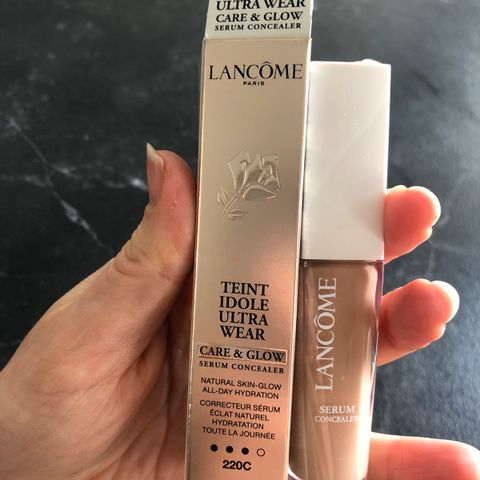 ULTRA WEAR
CARE & GLOW
SERUM CONCEALER
LANCÔME
PARIS
TEINT
IDOLE
ULTRA
WEAR
CARE & GLOW
SERUM CONCEALER
NATURAL SKIN-GLOW
ALL-DAY HYDRATION
CORRECTEUR SÉRUM
ÉCLAT NATUREL
HYDRATATION
TOUTE LA JOURNÉE
220C
LANCÔME
SERUM
CONCEALER